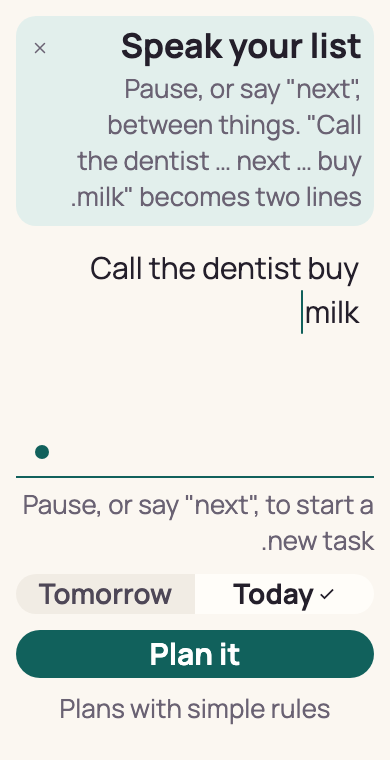 Speak your list
Pause, or say "next",
between things. "Call
the dentist ... next ... buy
milk" becomes two lines.
Call the dentist buy
milk
Pause, or say "next", to start a
new task.
Today
Tomorrow
Plan it
Plans with simple rules